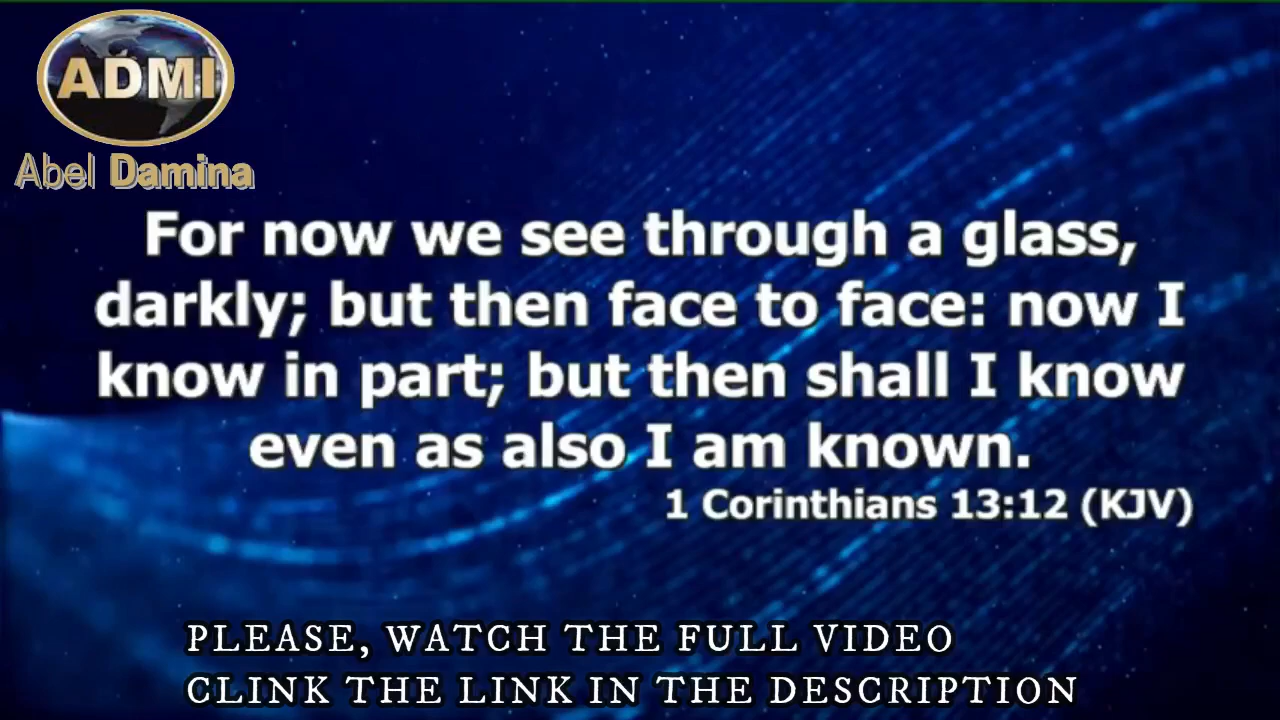 ADMI
Abel Damina
For now we see through a glass,
darkly; but then face to face: now I
know in part; but then shall I know
even as also I am known.
1 Corinthians 13:12 (KJV)
PLEASE, WATCH THE FULL VIDEO
CLINK THE LINK IN THE DESCRIPTION